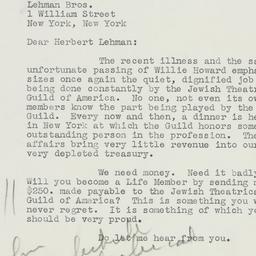 Lehman Bros.
1 William Street
New York, New York
Dear Herbert Lehman:
The recent illness and the sa
unfortunate passing of Willie Howard empha
sizes once again the quiet, dignified job
being done constantly by the Jewish Theatri
Guild of America. No one, not even its ow
members know the part being played by the
Guild. Every now and then, a dinner is he
in New York at which the Guild honors some
outstanding person in the profession. The
affairs bring very little revenue into our
very depleted treasury.
We need money. Need it badly
Will you become a Life Member by sending m
$250. made payable to the Jewish Theatrica
Guild of America? This is something you w
never regret. It is something of which yo
should be very proud.
Do let me hear from you.